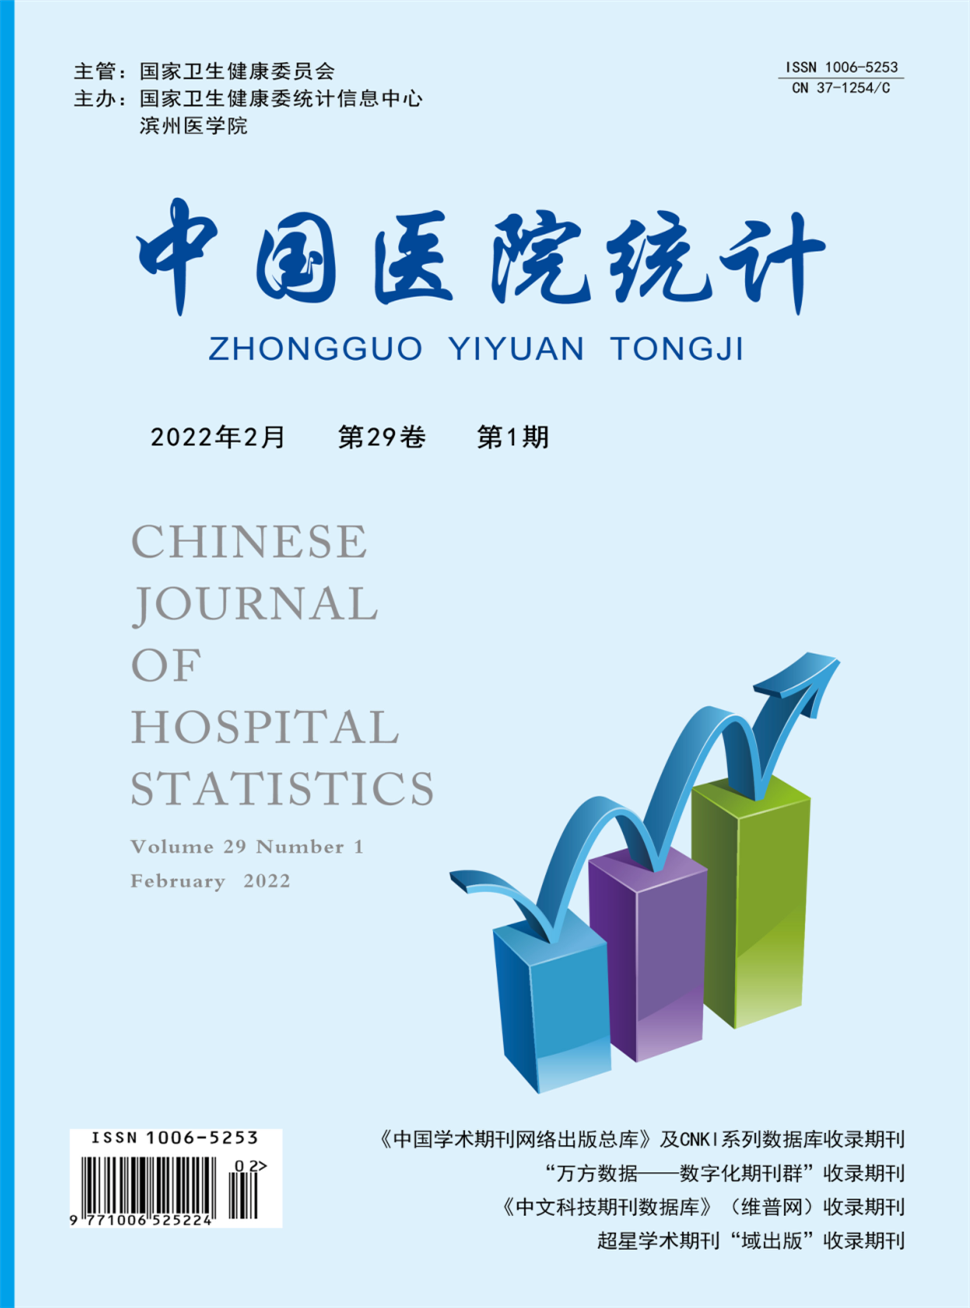 主管：国家卫生健康委员会
主办：国家卫生健康委统计信息中心
滨州医学院
ISSN 1006-5253
CN 37-1254/C
中国医院统计
ZHONGGUO YIYUAN TONGJI
2022年2月 第29卷 第1期
CHINESE
JOURNAL
OF
HOSPITAL
STATISTICS
Volume 29 Number 1
February 2022
ISSN 1006-5253
02>
9 771006 525224
《中国学术期刊网络出版总库》及CNKI系列数据库收录期刊
“万方数据——数字化期刊群”收录期刊
《中文科技期刊数据库》（维普网）收录期刊
超星学术期刊“域出版”收录期刊